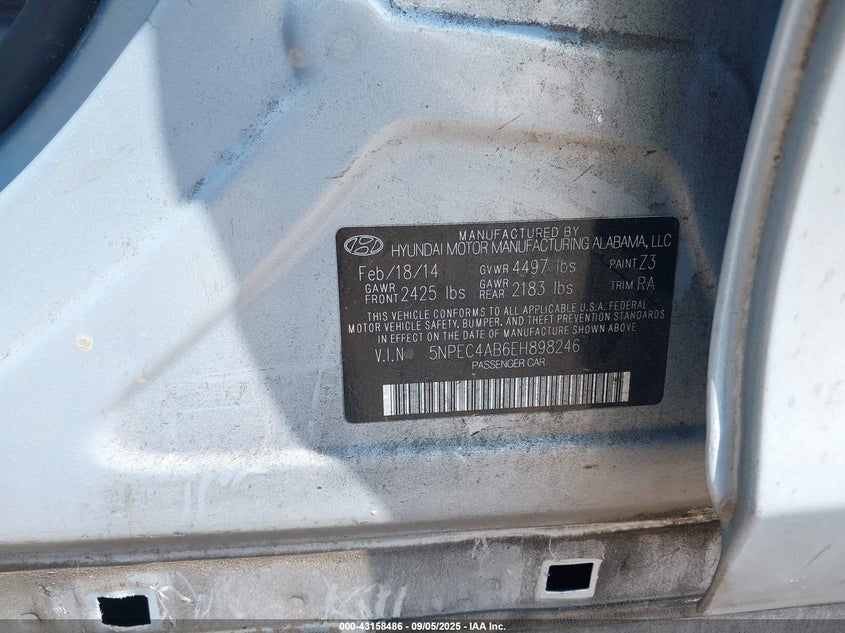 MANUFACTURED BY
HYUNDAI MOTOR MANUFACTURING ALABAMA, LLC
Feb/18/14 GVWR 4497 lbs PAINT Z3
GAWR FRONT 2425 lbs GAWR REAR 2183 lbs TRIM RA
THIS VEHICLE CONFORMS TO ALL APPLICABLE U.S.A. FEDERAL
MOTOR VEHICLE SAFETY, BUMPER, AND THEFT PREVENTION STANDARDS
IN EFFECT ON THE DATE OF MANUFACTURE SHOWN ABOVE.
V.I.N 5NPEC4AB6EH898246
PASSENGER CAR
000-43158486 - 09/05/2025 - IAA Inc.